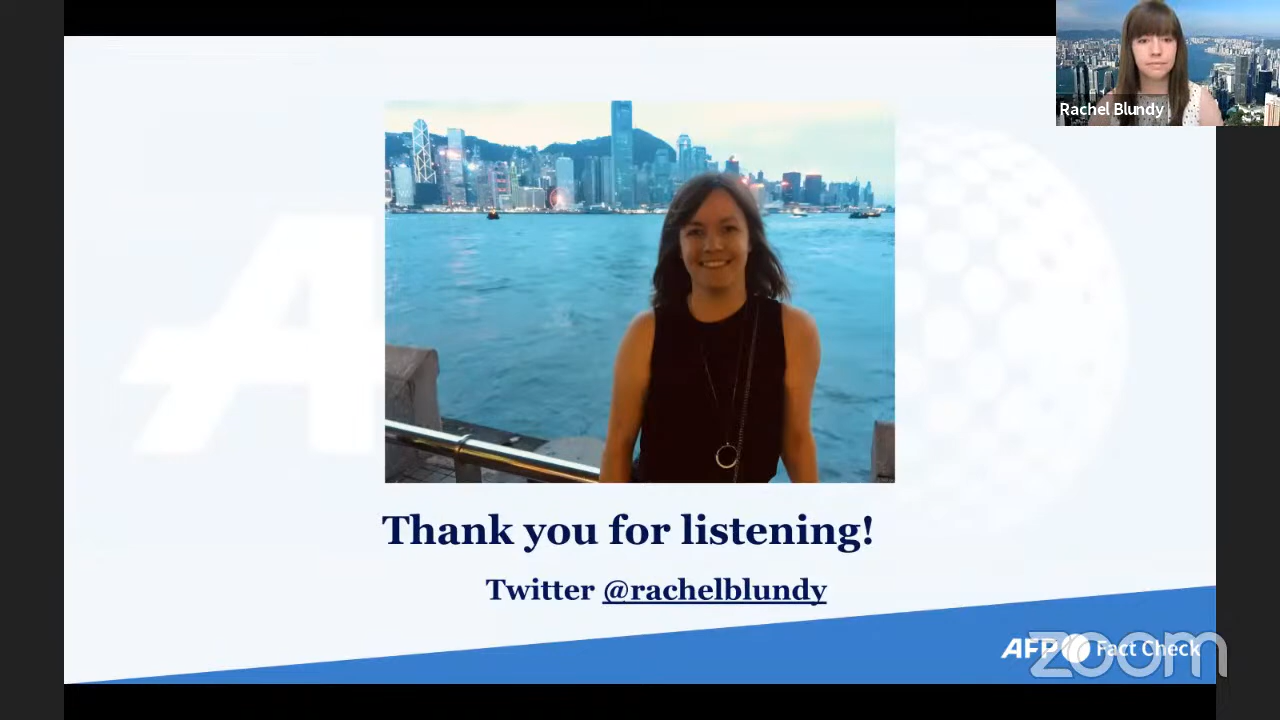 Rachel Blundy
Thank you for listening!
Twitter @rachelblundy
AFP Fact Check
zoom